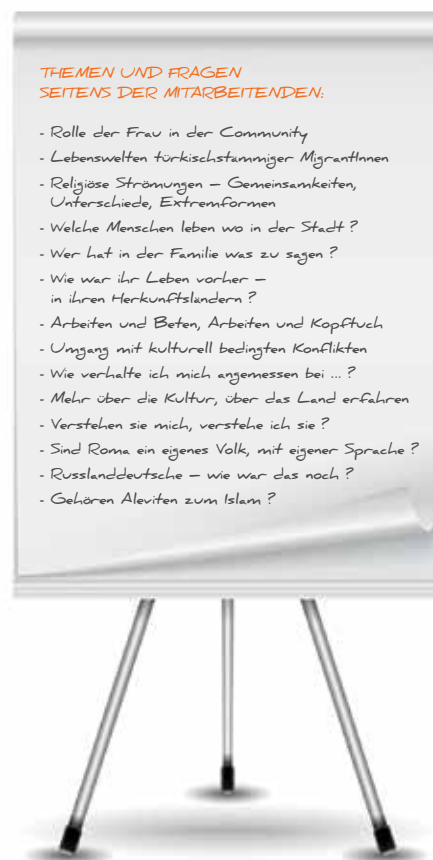 THEMEN UND FRAGEN
SEITENS DER MITARBEITENDEN:
- Rolle der Frau in der Community
- Lebenswelten türkischstämmiger MigrantInnen
- Religiöse Strömungen – Gemeinsamkeiten,
Unterschiede, Extremformen
- Welche Menschen leben wo in der Stadt ?
- Wer hat in der Familie was zu sagen ?
- Wie war ihr Leben vorher –
in ihren Herkunftsländern ?
- Arbeiten und Beten, Arbeiten und Kopftuch
- Umgang mit kulturell bedingten Konflikten
- Wie verhalte ich mich angemessen bei ... ?
- Mehr über die Kultur, über das Land erfahren
- Verstehen sie mich, verstehe ich sie ?
- Sind Roma ein eigenes Volk, mit eigener Sprache ?
- Russlanddeutsche – wie war das noch ?
- Gehören Aleviten zum Islam ?